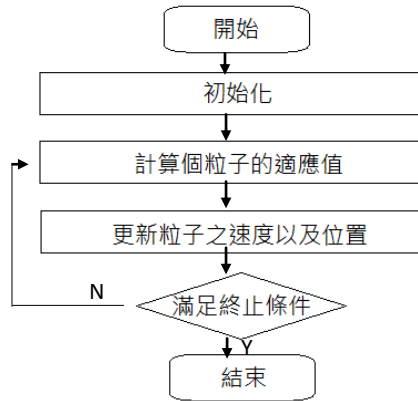 開始
初始化
計算個粒子的適應值
更新粒子之速度以及位置
滿足終止條件
N
Y
結束